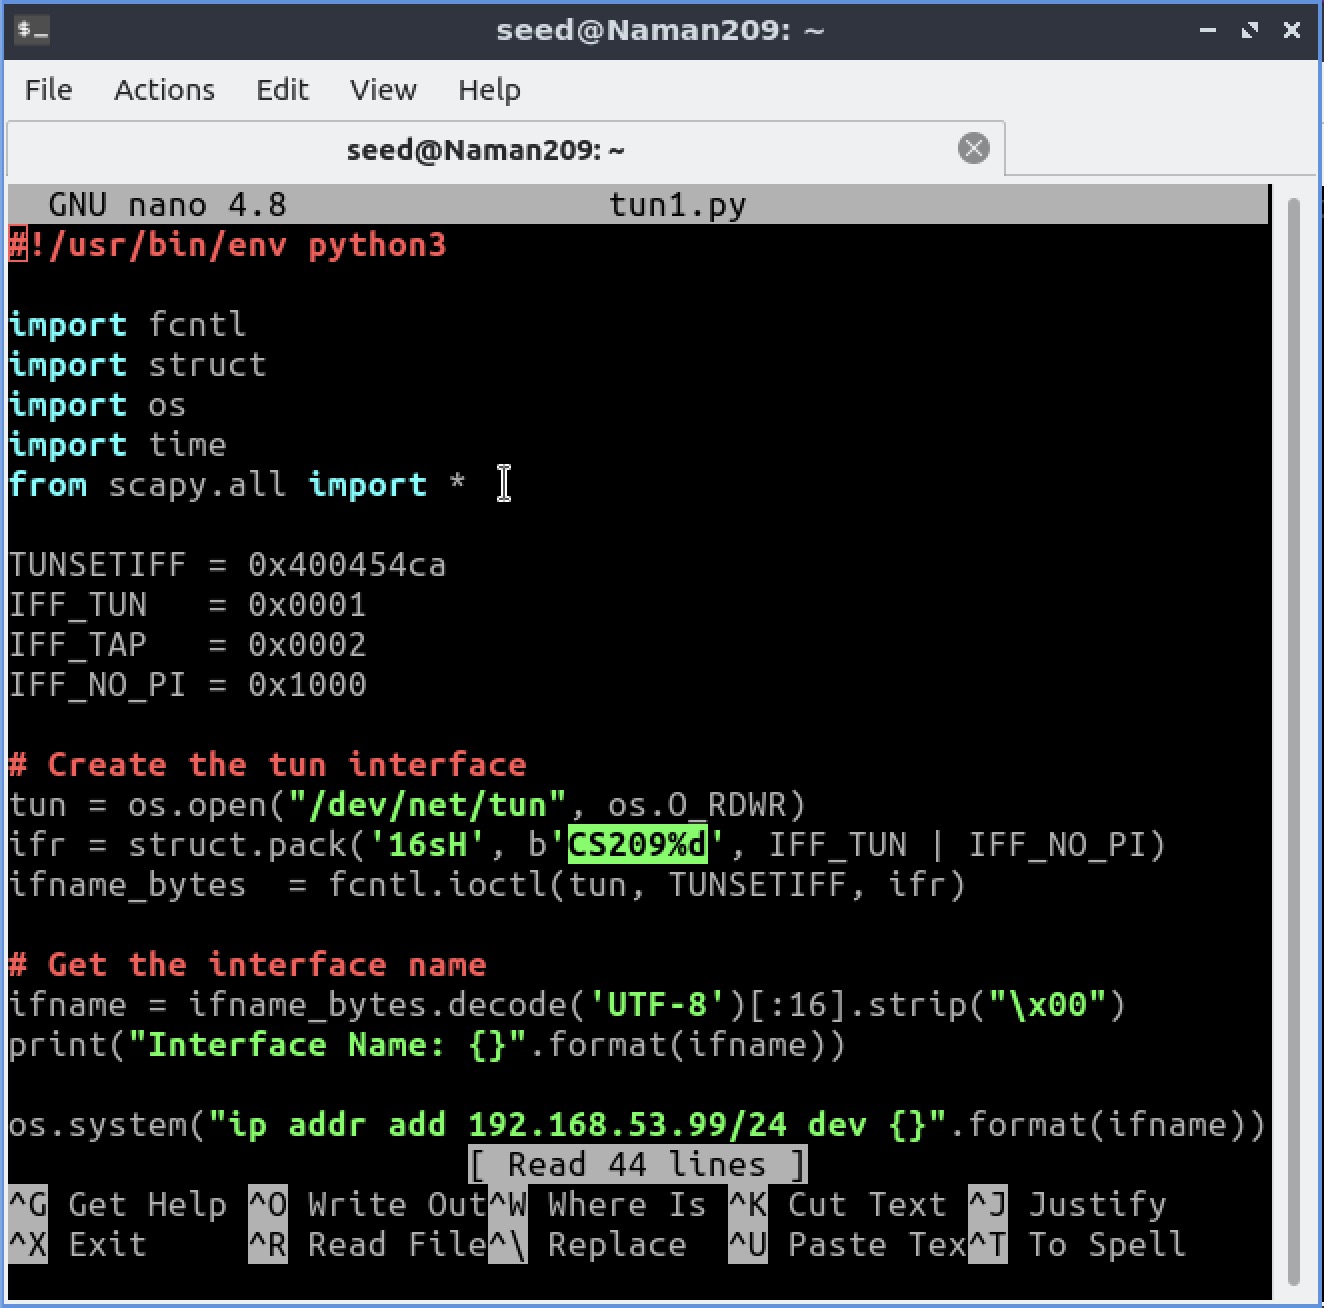 $_ seed@Naman209: ~
File Actions Edit View Help
seed@Naman209: ~
GNU nano 4.8 tun1.py
#!/usr/bin/env python3
import fcntl
import struct
import os
import time
from scapy.all import *
TUNSETIFF = 0x400454ca
IFF_TUN   = 0x0001
IFF_TAP   = 0x0002
IFF_NO_PI = 0x1000
# Create the tun interface
tun = os.open("/dev/net/tun", os.O_RDWR)
ifr = struct.pack('16sH', b'CS209%d', IFF_TUN | IFF_NO_PI)
ifname_bytes  = fcntl.ioctl(tun, TUNSETIFF, ifr)
# Get the interface name
ifname = ifname_bytes.decode('UTF-8')[:16].strip("\x00")
print("Interface Name: {}".format(ifname))
os.system("ip addr add 192.168.53.99/24 dev {}".format(ifname))
[ Read 44 lines ]
^G Get Help ^O Write Out ^W Where Is ^K Cut Text ^J Justify
^X Exit ^R Read File ^\ Replace ^U Paste Tex ^T To Spell